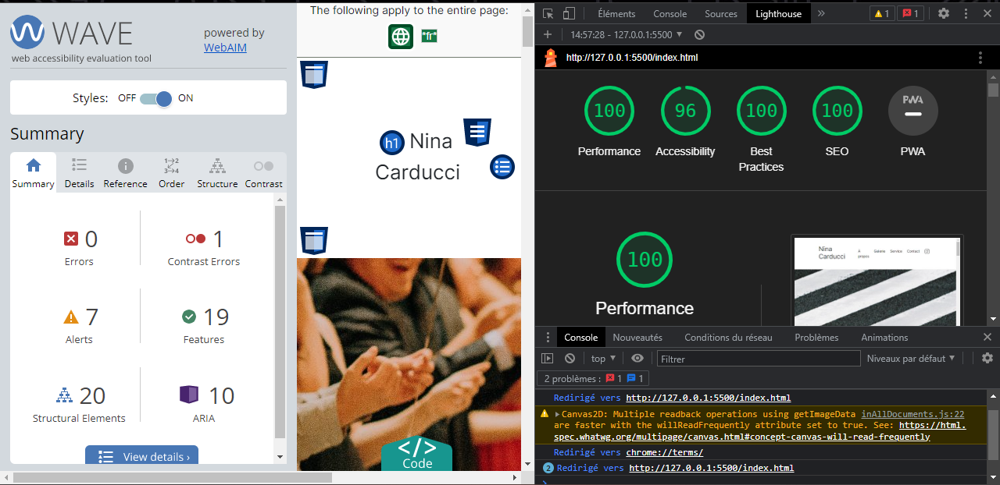 WAVE
web accessibility evaluation tool
powered by
WebAIM
Styles: OFF ON
Summary
Summary Details Reference Order Structure Contrast
0
Errors
1
Contrast Errors
7
Alerts
19
Features
20
Structural Elements
10
ARIA
View details ›
The following apply to the entire page:
*fr*
h1 Nina
Carducci
</>
Code
Éléments Console Sources Lighthouse » 1 1
14:57:28 - 127.0.0.1:5500
http://127.0.0.1:5500/index.html
100 96 100 100 PWA
Performance Accessibility Best SEO PWA
Practices
100
Performance
Nina
Carducci
À
propos
Galerie Service Contact
Console Nouveautés Conditions du réseau Problèmes Animations
top Filtrer Niveaux par défaut
2 problèmes : 1 1
Redirigé vers http://127.0.0.1:5500/index.html
Canvas2D: Multiple readback operations using getImageData inAllDocuments.js:22
are faster with the willReadFrequently attribute set to true. See: https://html.
spec.whatwg.org/multipage/canvas.html#concept-canvas-will-read-frequently
Redirigé vers chrome://terms/
2 Redirigé vers http://127.0.0.1:5500/index.html